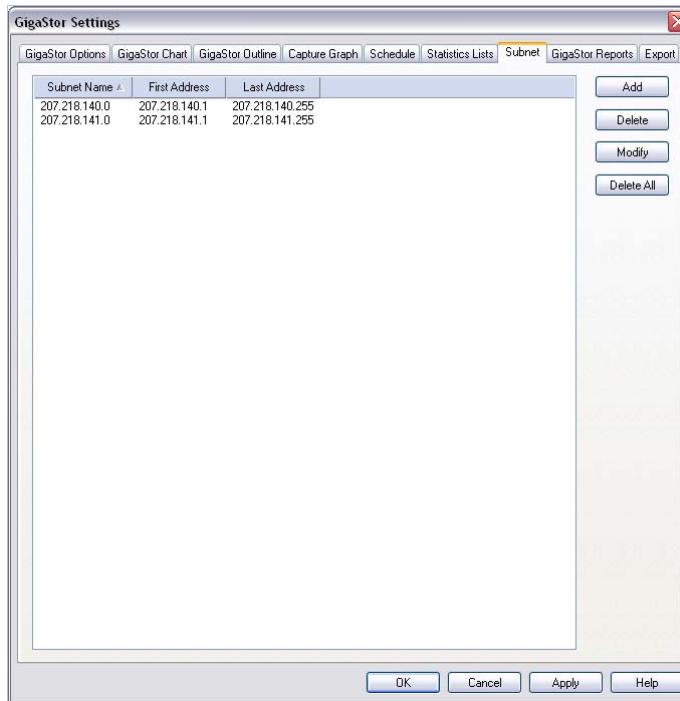 GigaStor Settings
GigaStor Options GigaStor Chart GigaStor Outline Capture Graph Schedule Statistics Lists Subnet GigaStor Reports Export
Subnet Name First Address Last Address
207.218.140.0 207.218.140.1 207.218.140.255
207.218.141.0 207.218.141.1 207.218.141.255
Add
Delete
Modify
Delete All
OK Cancel Apply Help